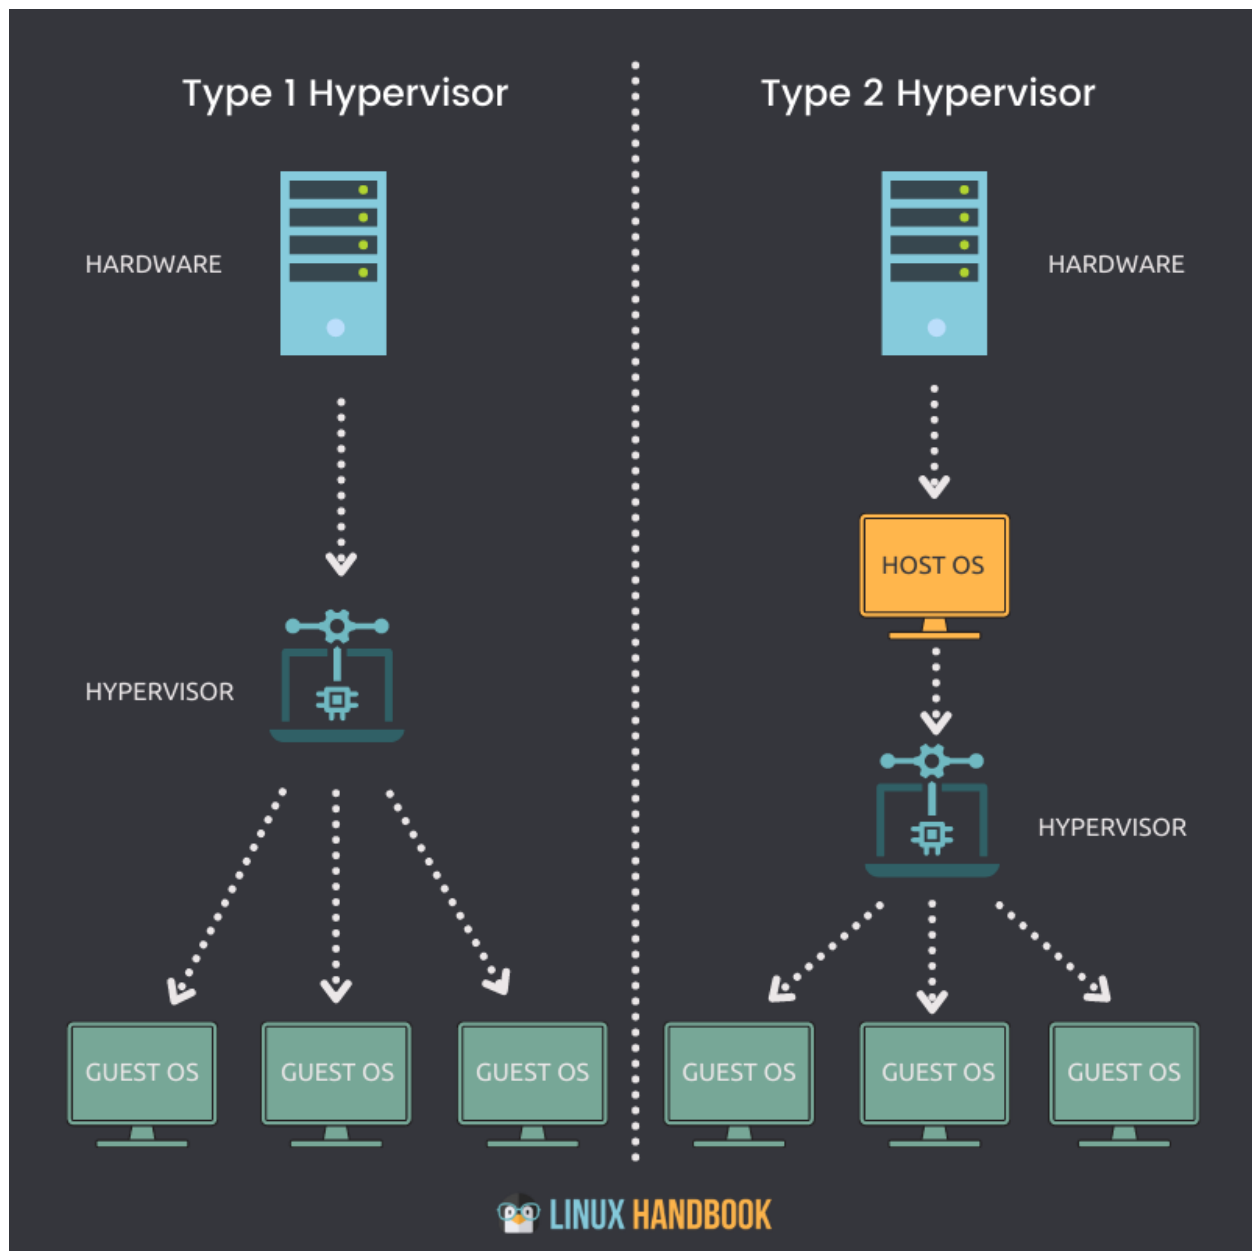 Type 1 Hypervisor
HARDWARE
HYPERVISOR
GUEST OS
GUEST OS
GUEST OS
Type 2 Hypervisor
HARDWARE
HOST OS
HYPERVISOR
GUEST OS
GUEST OS
GUEST OS
LINUX HANDBOOK